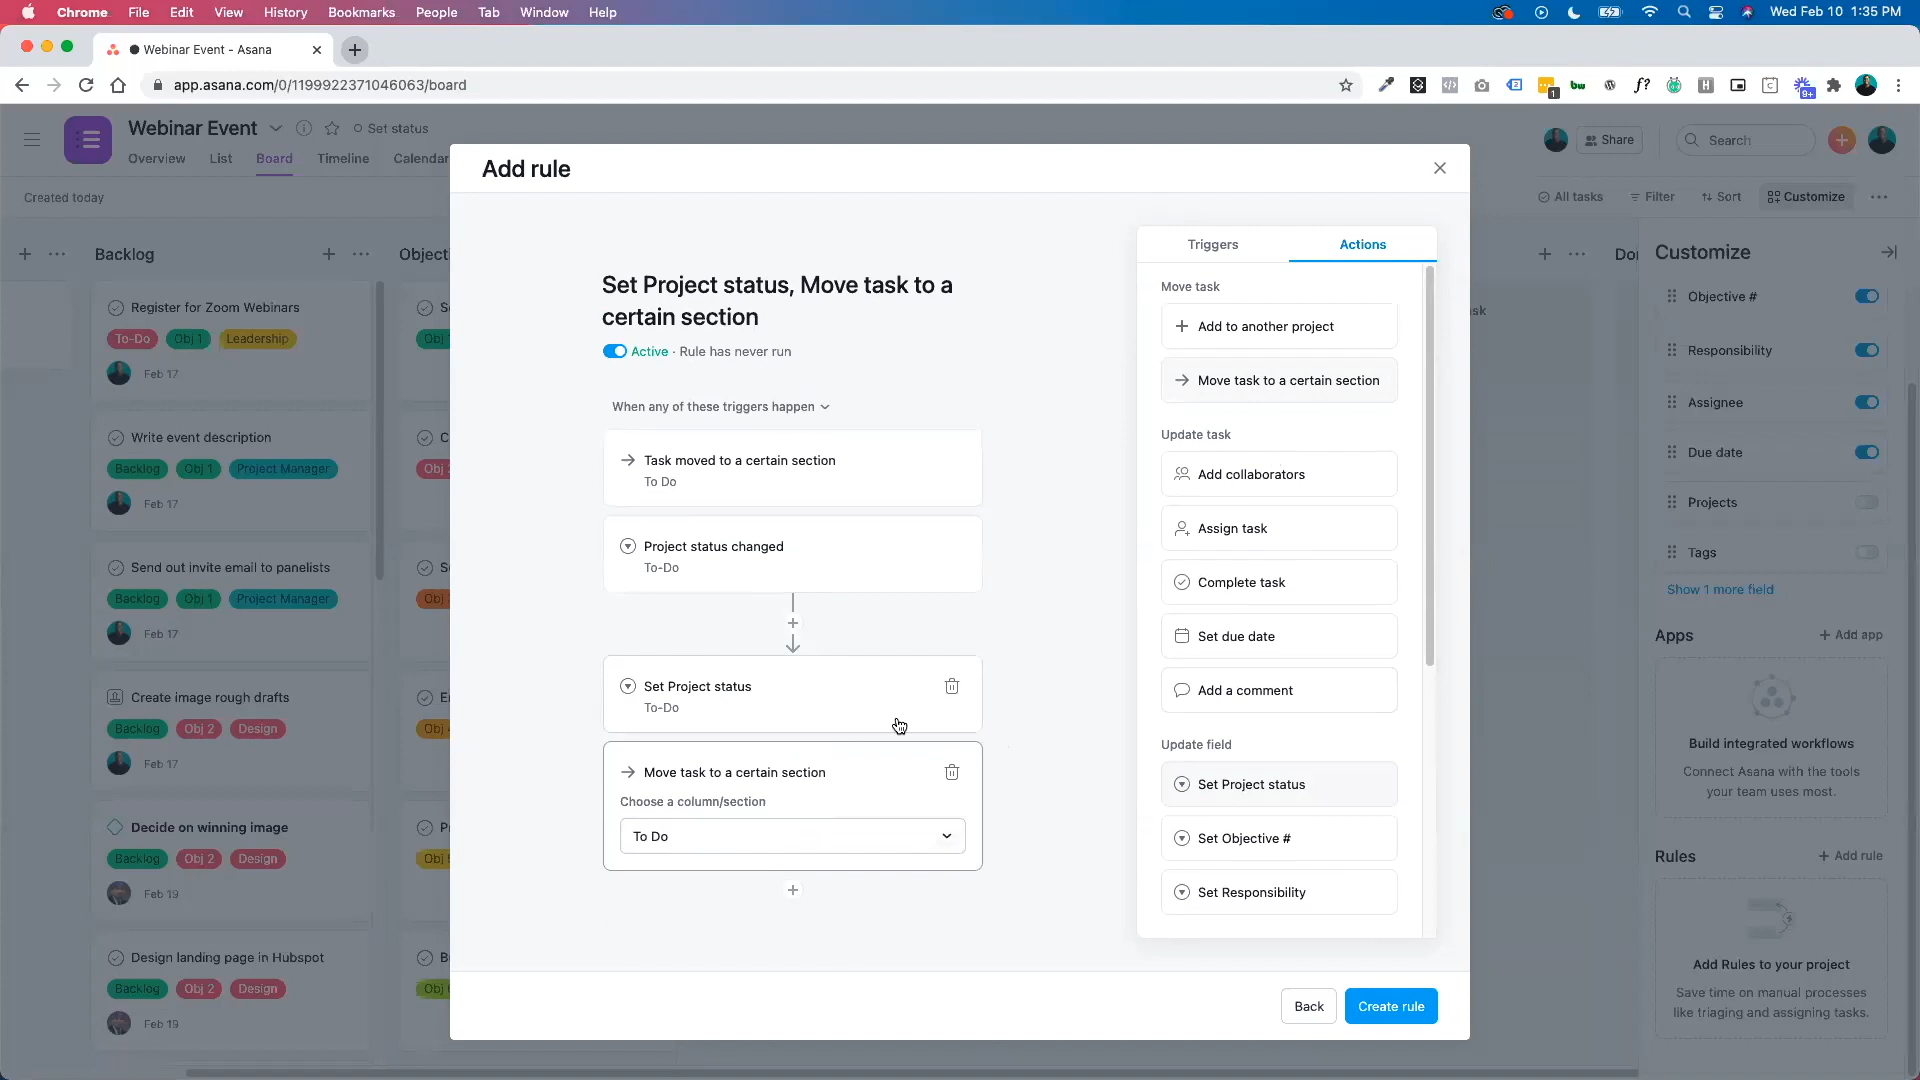 Chrome File Edit View History Bookmarks People Tab Window Help Wed Feb 10 1:35 PM
Webinar Event - Asana
app.asana.com/0/1199922371046063/board
Webinar Event Set status Share Search
Overview List Board Timeline Calendar
Created today All tasks Filter Sort Customize
Backlog
Register for Zoom Webinars
To-Do Obj 1 Leadership
Feb 17
Write event description
Backlog Obj 1 Project Manager
Feb 17
Send out invite email to panelists
Backlog Obj 1 Project Manager
Feb 17
Create image rough drafts
Backlog Obj 2 Design
Feb 17
Decide on winning image
Backlog Obj 2 Design
Feb 19
Design landing page in Hubspot
Backlog Obj 2 Design
Feb 19
Add rule
Set Project status, Move task to a
certain section
Active · Rule has never run
When any of these triggers happen
Task moved to a certain section
To Do
Project status changed
To-Do
Set Project status
To-Do
Move task to a certain section
Choose a column/section
To Do
Triggers Actions
Move task
Add to another project
Move task to a certain section
Update task
Add collaborators
Assign task
Complete task
Set due date
Add a comment
Update field
Set Project status
Set Objective #
Set Responsibility
Back Create rule
Customize
Objective #
Responsibility
Assignee
Due date
Projects
Tags
Show 1 more field
Apps + Add app
Build integrated workflows
Connect Asana with the tools
your team uses most.
Rules + Add rule
Add Rules to your project
Save time on manual processes
like triaging and assigning tasks.